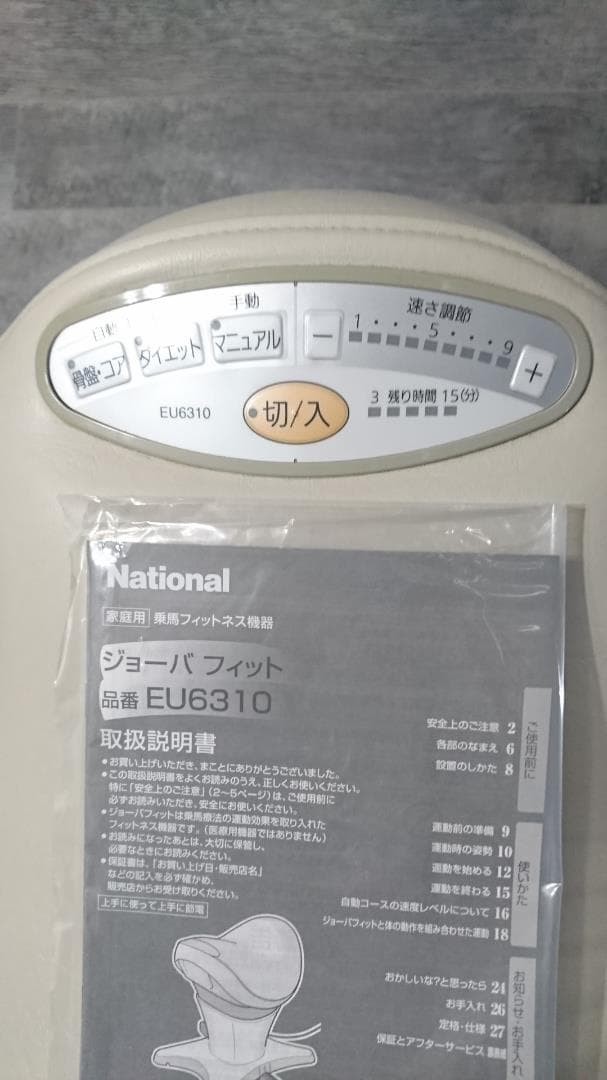 手動
自動
速さ調節
骨盤・コア
ダイエット
マニュアル
−
1・・・5・・・9
+
EU6310
切/入
3 残り時間 15(分)
National
家庭用 乗馬フィットネス機器
ジョーバ フィット
品番 EU6310
取扱説明書
●お買い上げいただき、まことにありがとうございました。
●この取扱説明書をよくお読みのうえ、正しくお使いください。
特に「安全上のご注意」(2〜5ページ)は、ご使用前に
必ずお読みいただき、安全にお使いください。
●ジョーバフィットは乗馬療法の運動効果を取り入れた
フィットネス機器です。(医療用機器ではありません)
●お読みになったあとは、大切に保管し、
必要なときにお読みください。
●保証書は、「お買い上げ日・販売店名」
などの記入を必ず確かめ、
販売店からお受け取りください。
上手に使って上手に節電
ご使用前に
安全上のご注意 2
各部のなまえ 6
設置のしかた 8
使いかた
運動前の準備 9
運動時の姿勢 10
運動を始める 12
運動を終わる 15
自動コースの速度レベルについて 16
ジョーバフィットと体の動作を組み合わせた運動 18
お知らせ・お手入れ
おかしいな?と思ったら 24
お手入れ 26
定格・仕様 27
保証とアフターサービス